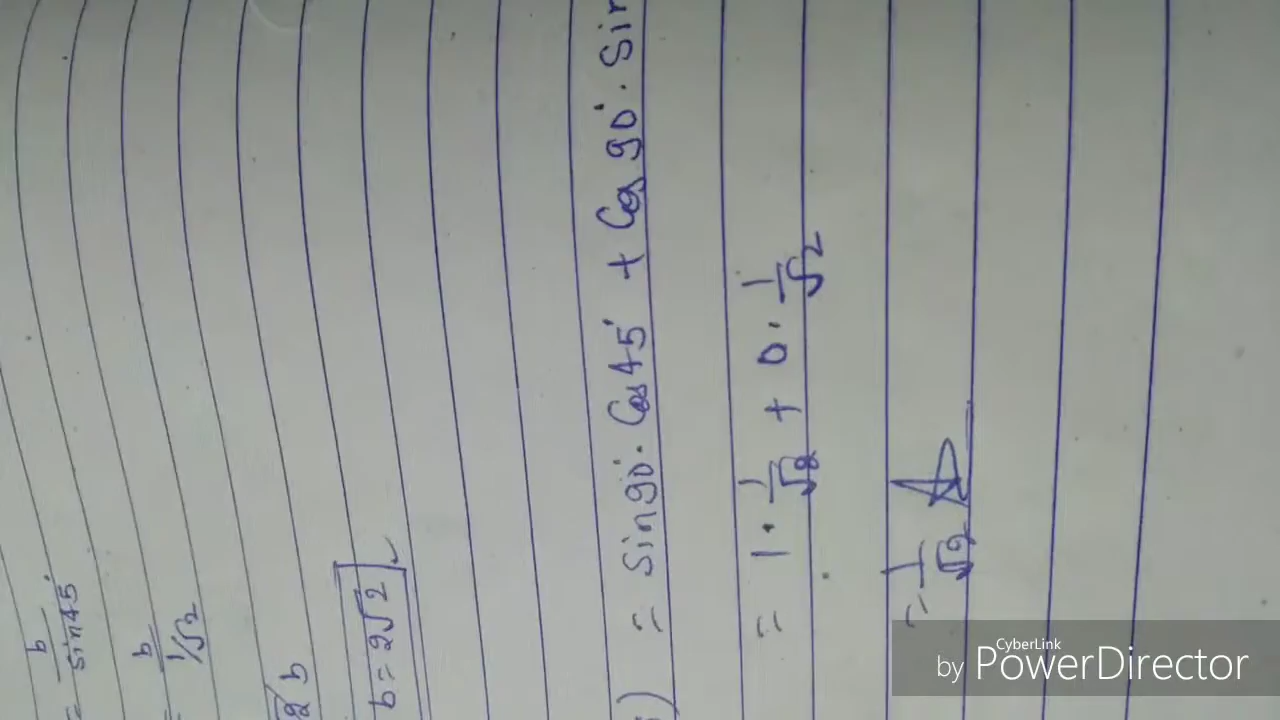 = b/sin45°
= b/1/√2
2 b
b = 2√2
) = Sin90°. Cos45° + Cos90°. Sin
= 1. 1/√2 + 0. 1/√2
= 1/√2
CyberLink
by PowerDirector